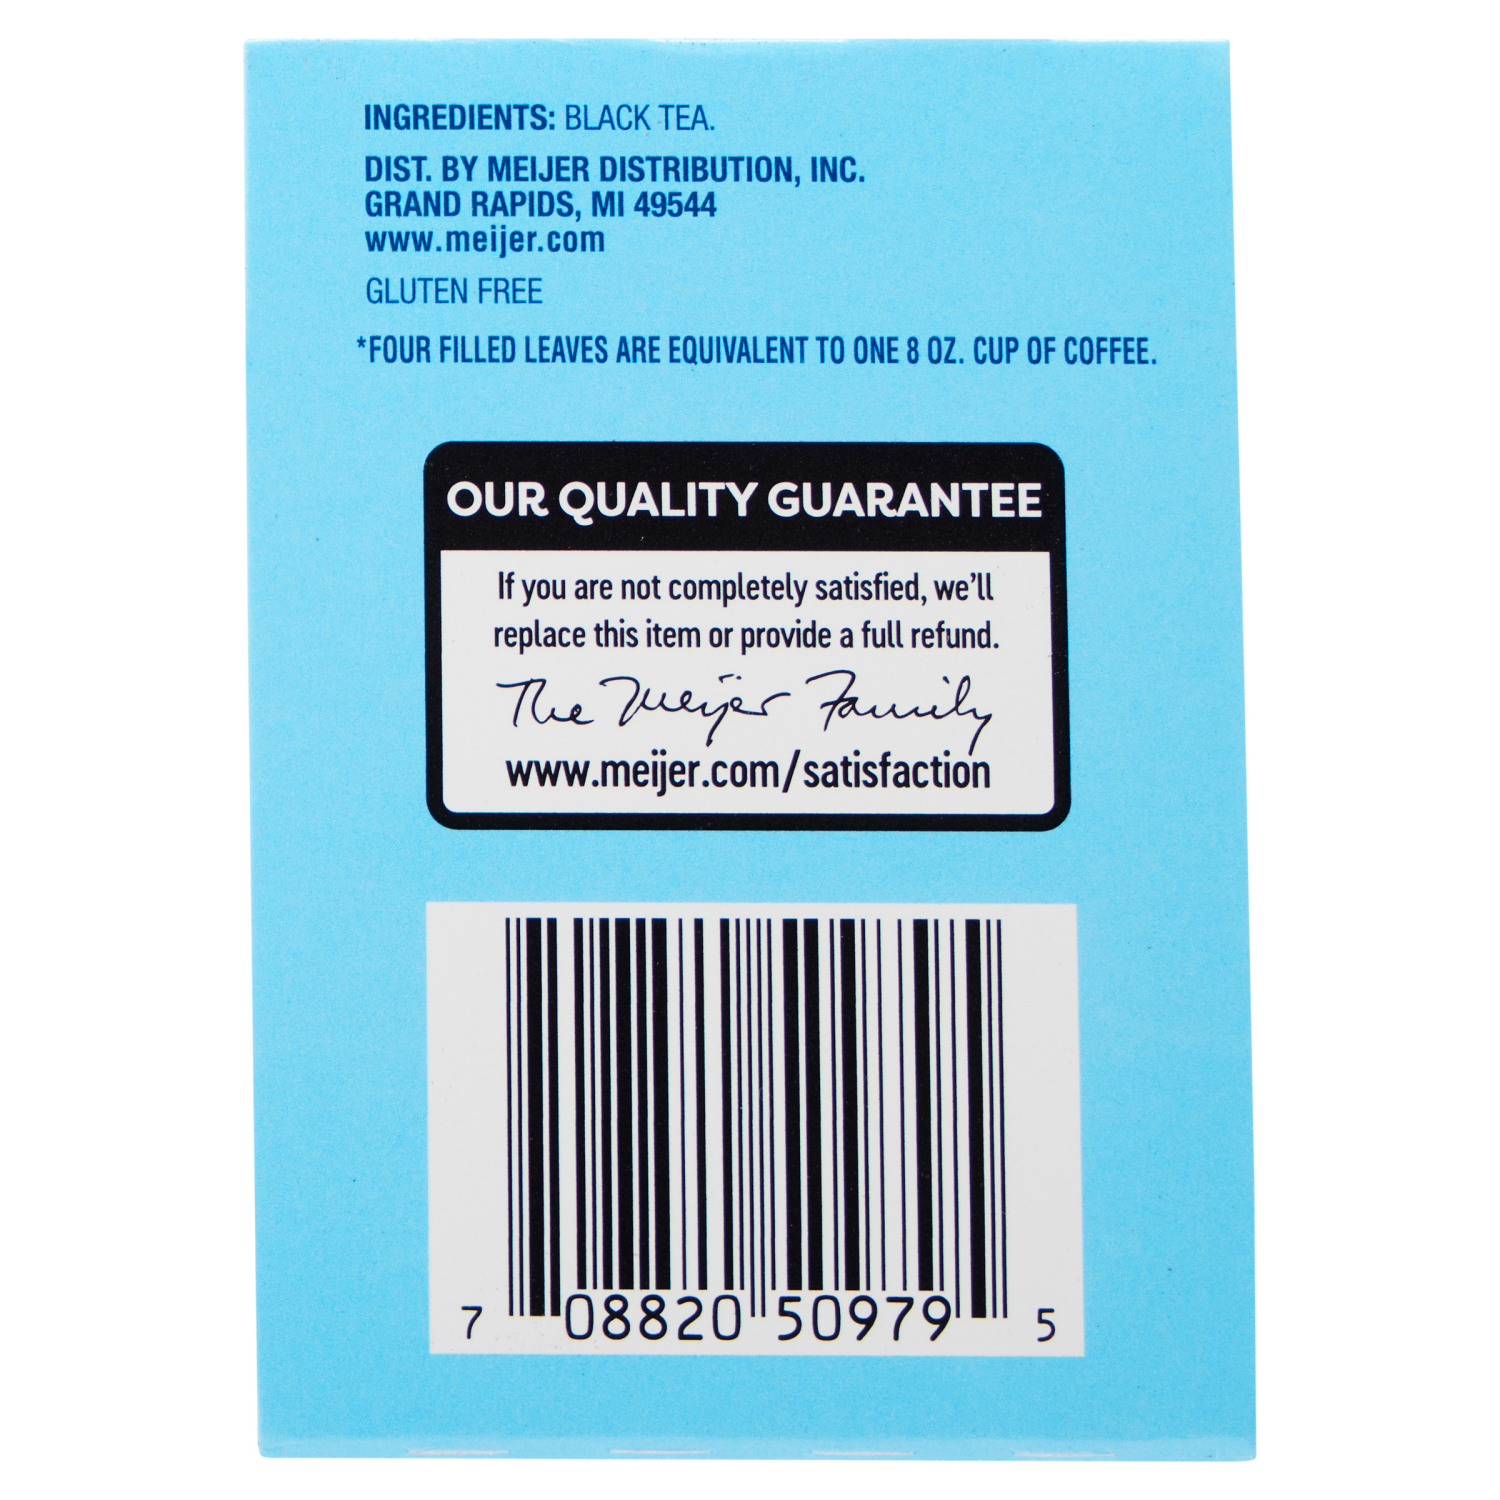 INGREDIENTS: BLACK TEA.
DIST. BY MEIJER DISTRIBUTION, INC.
GRAND RAPIDS, MI 49544
www.meijer.com
GLUTEN FREE
*FOUR FILLED LEAVES ARE EQUIVALENT TO ONE 8 OZ. CUP OF COFFEE.
OUR QUALITY GUARANTEE
If you are not completely satisfied, we'll
replace this item or provide a full refund.
The Meijer Family
www.meijer.com/satisfaction
7 08820 50979 5